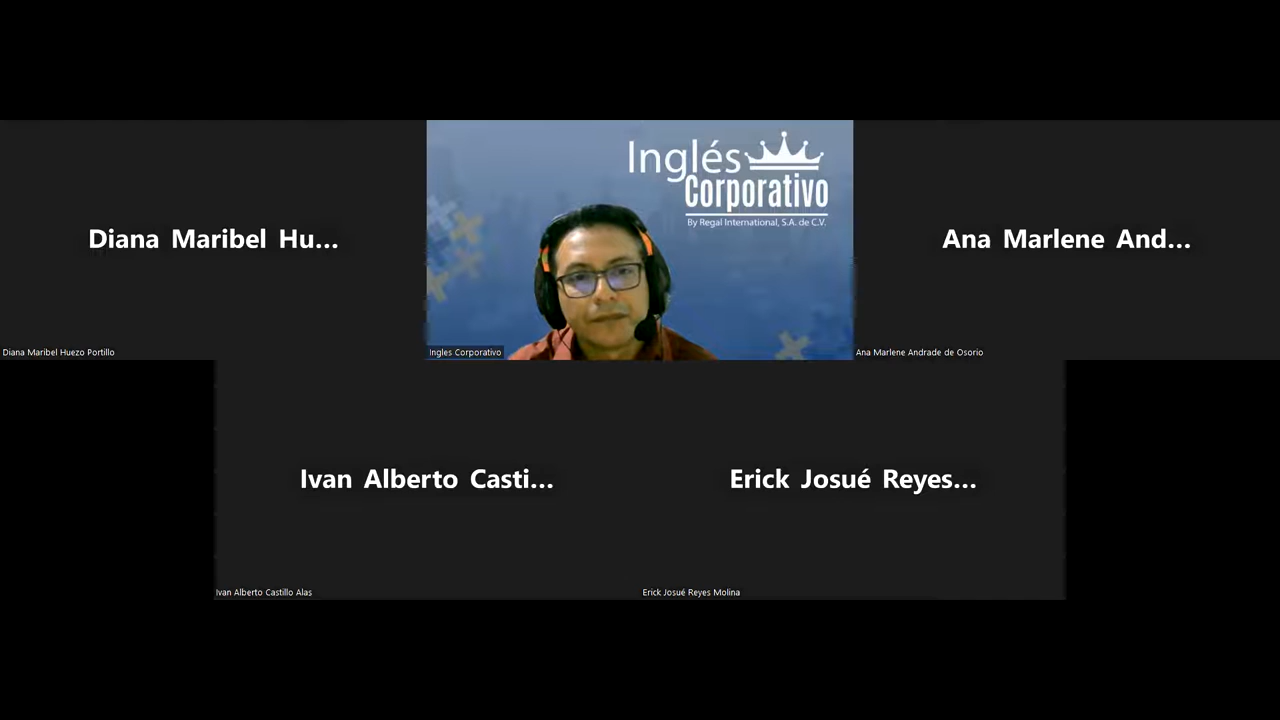 Inglés
Corporativo
By Regal International, S.A. de C.V.
Diana Maribel Hu...
Ana Marlene And...
Diana Maribel Huezo Portillo
Ingles Corporativo
Ana Marlene Andrade de Osorio
Ivan Alberto Casti...
Erick Josué Reyes...
Ivan Alberto Castillo Alas
Erick Josué Reyes Molina